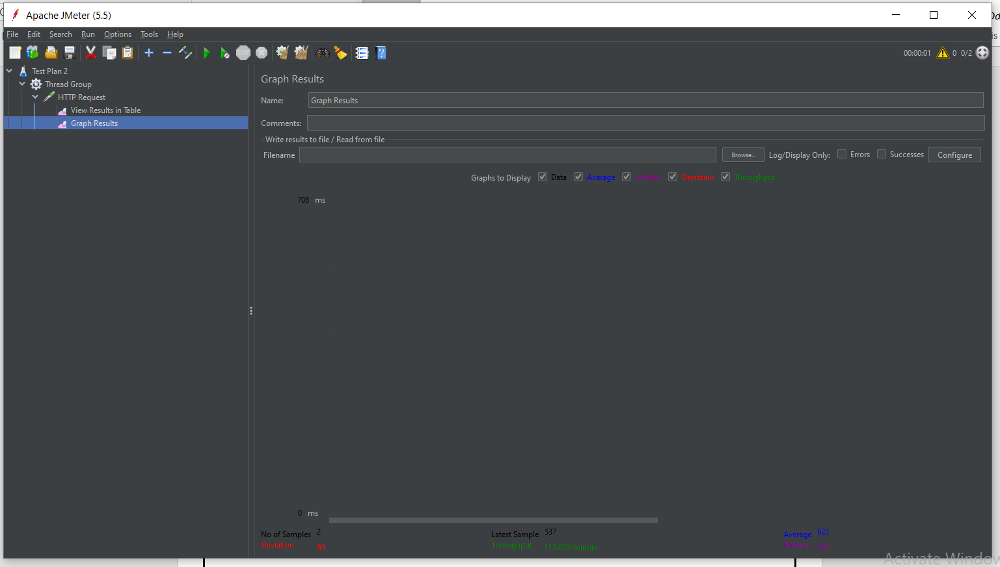 Apache JMeter (5.5)
File Edit Search Run Options Tools Help
00:00:01 0 0/2
Test Plan 2
Thread Group
HTTP Request
View Results in Table
Graph Results
Graph Results
Name: Graph Results
Comments:
Write results to file / Read from file
Filename Browse... Log/Display Only: Errors Successes Configure
Graphs to Display Data Average Median Deviation Throughput
708 ms
0 ms
No of Samples 2 Latest Sample 537 Average 622
Deviation 85 Throughput 115.053/minute Median 537
Activate Window